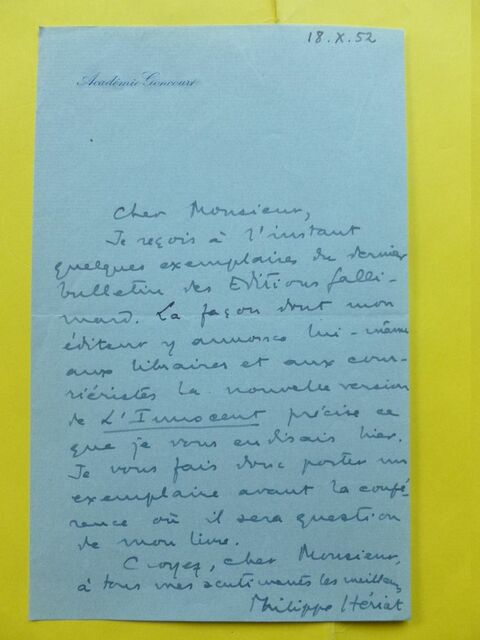 18.X.52
Académie Goncourt
Cher Monsieur,
Je reçois à l'instant
quelques exemplaires du dernier
bulletin des Editions Galli-
mard. La façon dont mon
éditeur y annonce lui-même
aux libraires et aux cour-
riéristes la nouvelle version
de L'Innocent précise ce
que je vous en disais hier.
Je vous fais donc porter un
exemplaire avant la confé-
rence où il sera question
de mon livre.
Croyez, cher Monsieur,
à tous mes sentiments les meilleurs
Philippe Hériat